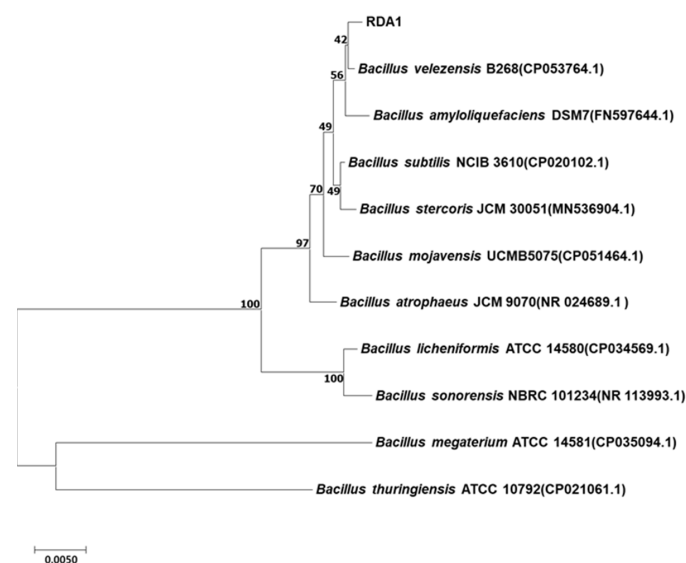 RDA1
42
Bacillus velezensis B268(CP053764.1)
56
Bacillus amyloliquefaciens DSM7(FN597644.1)
49
Bacillus subtilis NCIB 3610(CP020102.1)
49
70
Bacillus stercoris JCM 30051(MN536904.1)
97
Bacillus mojavensis UCMB5075(CP051464.1)
100
Bacillus atrophaeus JCM 9070(NR 024689.1 )
Bacillus licheniformis ATCC 14580(CP034569.1)
100
Bacillus sonorensis NBRC 101234(NR 113993.1)
Bacillus megaterium ATCC 14581(CP035094.1)
Bacillus thuringiensis ATCC 10792(CP021061.1)
0.0050